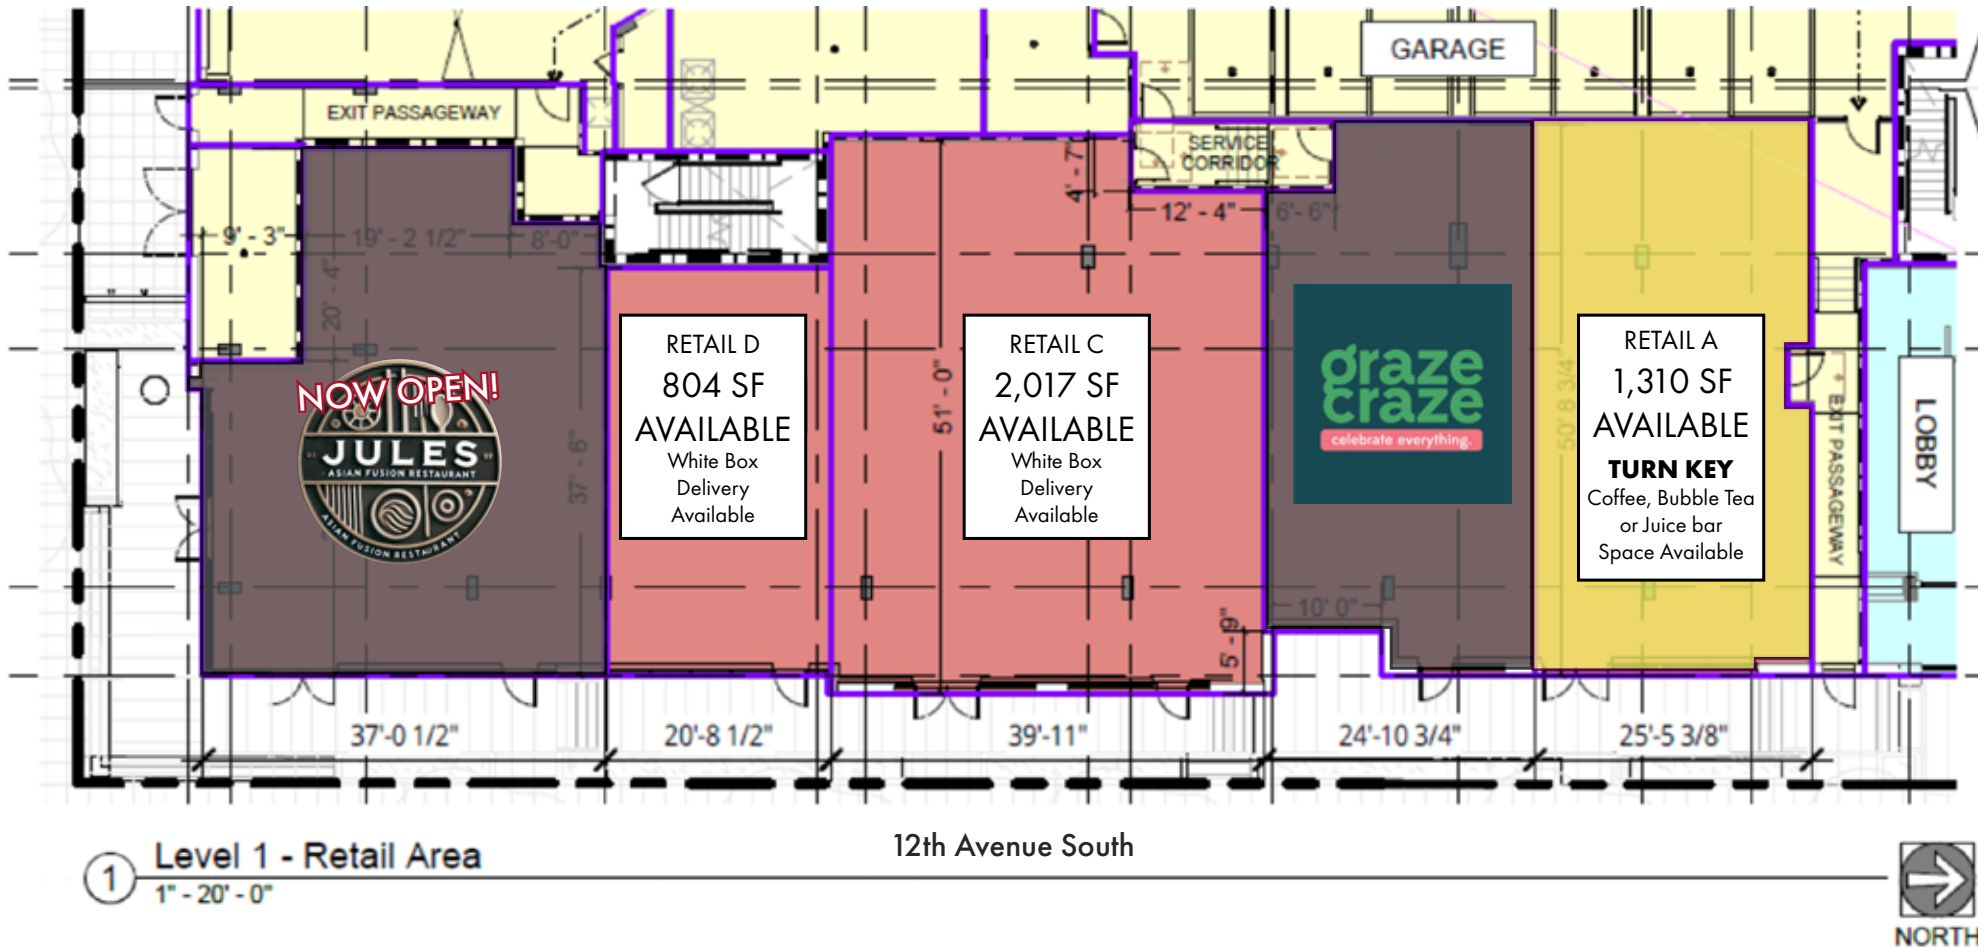 GARAGE
EXIT PASSAGEWAY
SERVICE
CORRIDOR
4' - 7"
12' - 4"
6'- 6"
9' - 3"
19' - 2 1/2"
8'-0"
20' - 4"
37' - 6"
NOW OPEN!
JULES
ASIAN FUSION RESTAURANT
ASIAN FUSION RESTAURANT
RETAIL D
804 SF
AVAILABLE
White Box
Delivery
Available
51' - 0"
RETAIL C
2,017 SF
AVAILABLE
White Box
Delivery
Available
graze
craze
celebrate everything.
50' 8 3/4"
RETAIL A
1,310 SF
AVAILABLE
TURN KEY
Coffee, Bubble Tea
or Juice bar
Space Available
EXIT PASSAGEWAY
LOBBY
10' 0"
5' - 9"
37'-0 1/2"
20'-8 1/2"
39'-11"
24'-10 3/4"
25'-5 3/8"
12th Avenue South
1
Level 1 - Retail Area
1" - 20' - 0"
NORTH